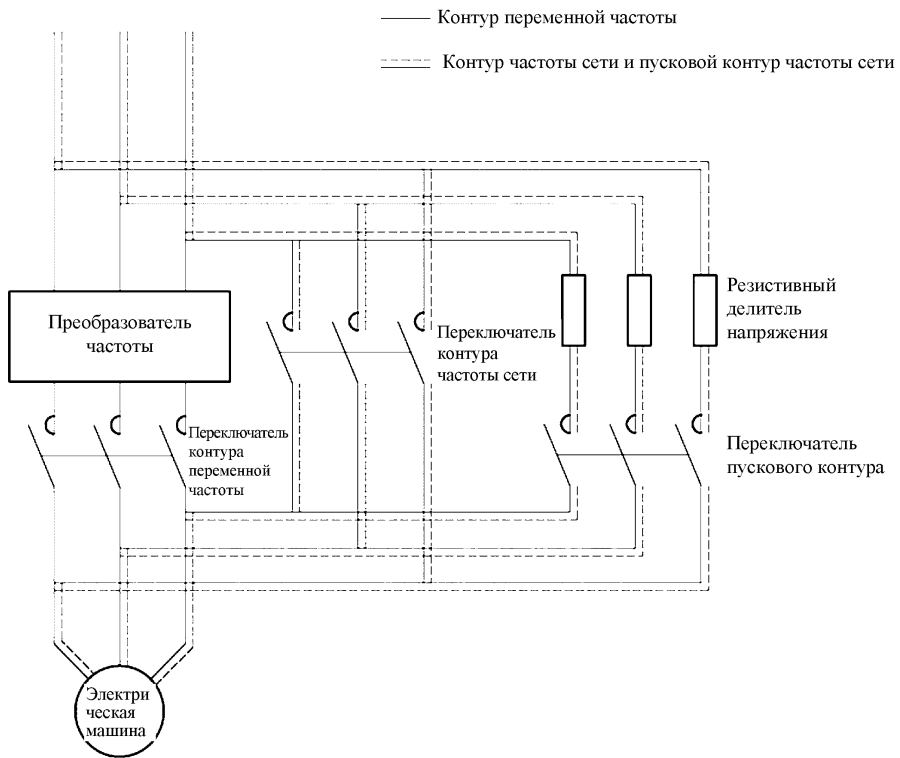 Контур переменной частоты
Контур частоты сети и пусковой контур частоты сети
Преобразователь
частоты
Переключатель
контура
частоты сети
Резистивный
делитель
напряжения
Переключатель
контура
переменной
частоты
Переключатель
пускового контура
Электри
ческая
машина